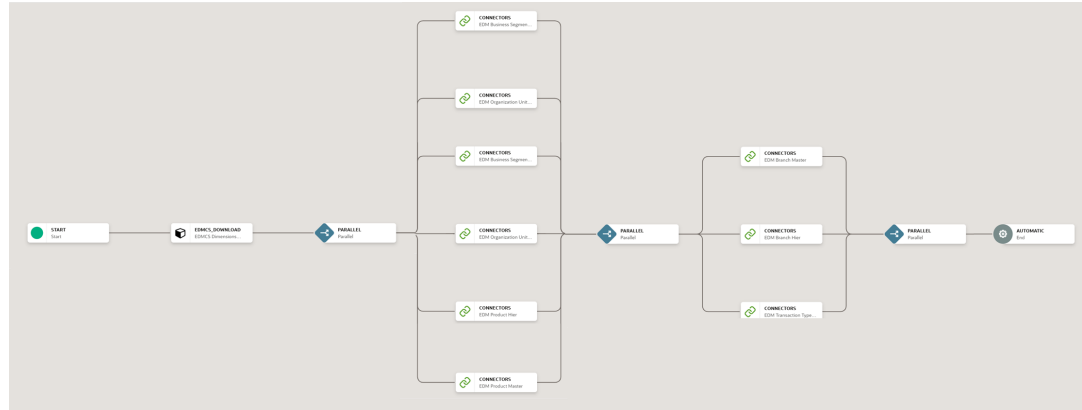 START
Start
EDMCS_DOWNLOAD
EDMCS Dimensions...
PARALLEL
Parallel
CONNECTORS
EDM Business Segmen...
CONNECTORS
EDM Organization Unit...
CONNECTORS
EDM Business Segmen...
CONNECTORS
EDM Organization Unit...
CONNECTORS
EDM Product Hier
CONNECTORS
EDM Product Master
PARALLEL
Parallel
CONNECTORS
EDM Branch Master
CONNECTORS
EDM Branch Hier
CONNECTORS
EDM Transaction Type...
PARALLEL
Parallel
AUTOMATIC
End